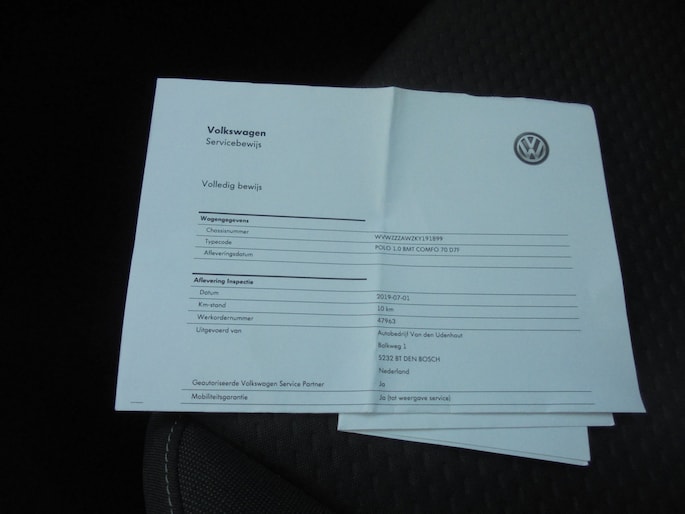 Volkswagen
Servicebewijs
Volledig bewijs
Wagengegevens
Chassisnummer WVWZZZAWZKY191899
Typecode POLO 1.0 BMT COMFO 70 D7F
Afleveringsdatum
Aflevering Inspectie
Datum 2019-07-01
Km-stand 10 km
Werkordernummer 47963
Uitgevoerd van Autobedrijf Van den Udenhout
Balkweg 1
5232 BT DEN BOSCH
Nederland
Geautoriseerde Volkswagen Service Partner Ja
Mobiliteitsgarantie Ja (tot weergave service)